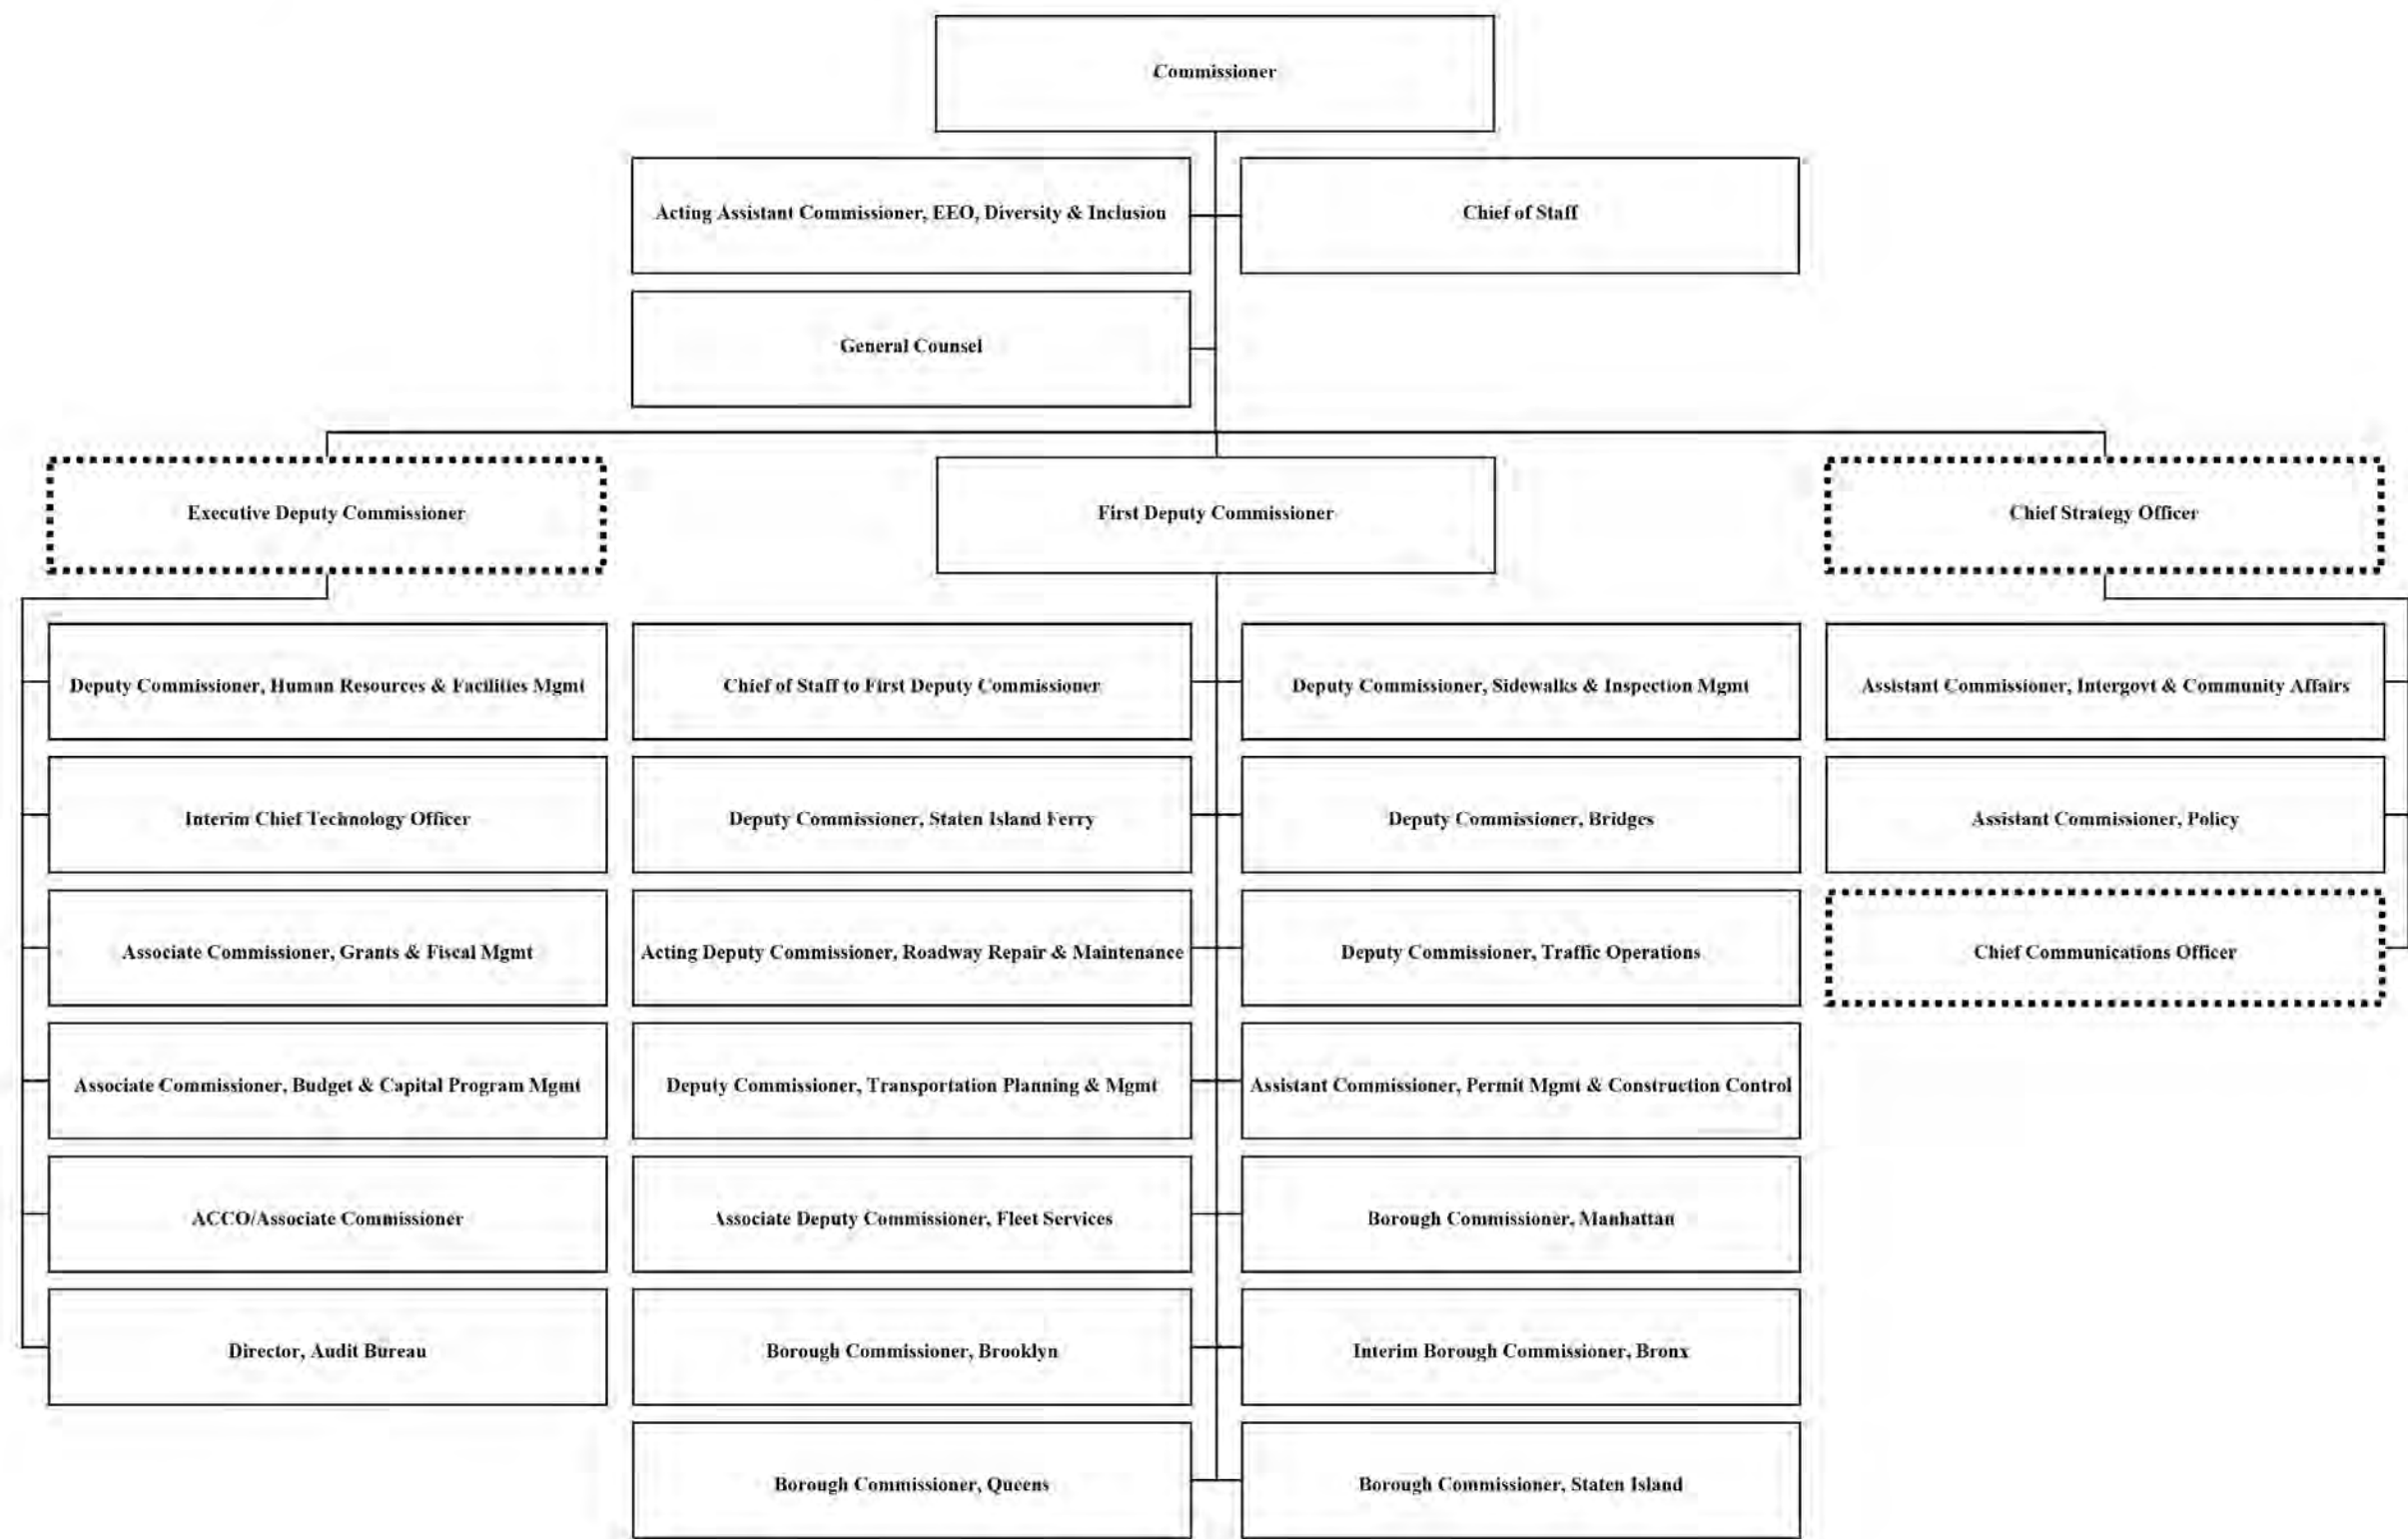 Commissioner
Acting Assistant Commissioner, EEO, Diversity & Inclusion
Chief of Staff
General Counsel
Executive Deputy Commissioner
First Deputy Commissioner
Chief Strategy Officer
Deputy Commissioner, Human Resources & Facilities Mgmt
Chief of Staff to First Deputy Commissioner
Deputy Commissioner, Sidewalks & Inspection Mgmt
Assistant Commissioner, Intergovt & Community Affairs
Interim Chief Technology Officer
Deputy Commissioner, Staten Island Ferry
Deputy Commissioner, Bridges
Assistant Commissioner, Policy
Associate Commissioner, Grants & Fiscal Mgmt
Acting Deputy Commissioner, Roadway Repair & Maintenance
Deputy Commissioner, Traffic Operations
Chief Communications Officer
Associate Commissioner, Budget & Capital Program Mgmt
Deputy Commissioner, Transportation Planning & Mgmt
Assistant Commissioner, Permit Mgmt & Construction Control
ACCO/Associate Commissioner
Associate Deputy Commissioner, Fleet Services
Borough Commissioner, Manhattan
Director, Audit Bureau
Borough Commissioner, Brooklyn
Interim Borough Commissioner, Bronx
Borough Commissioner, Queens
Borough Commissioner, Staten Island